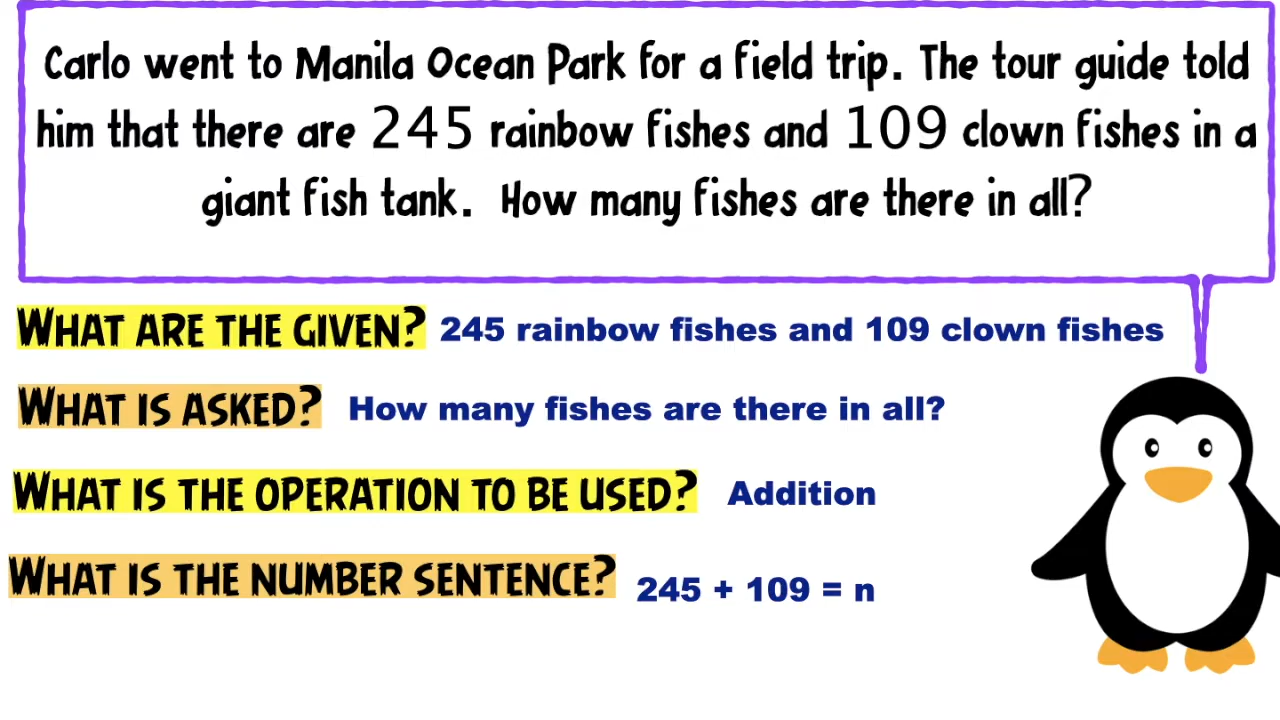 Carlo went to Manila Ocean Park for a field trip. The tour guide told
him that there are 245 rainbow fishes and 109 clown fishes in a
giant fish tank. How many fishes are there in all?
What are the given? 245 rainbow fishes and 109 clown fishes
What is asked? How many fishes are there in all?
What is the operation to be used? Addition
What is the number sentence? 245 + 109 = n